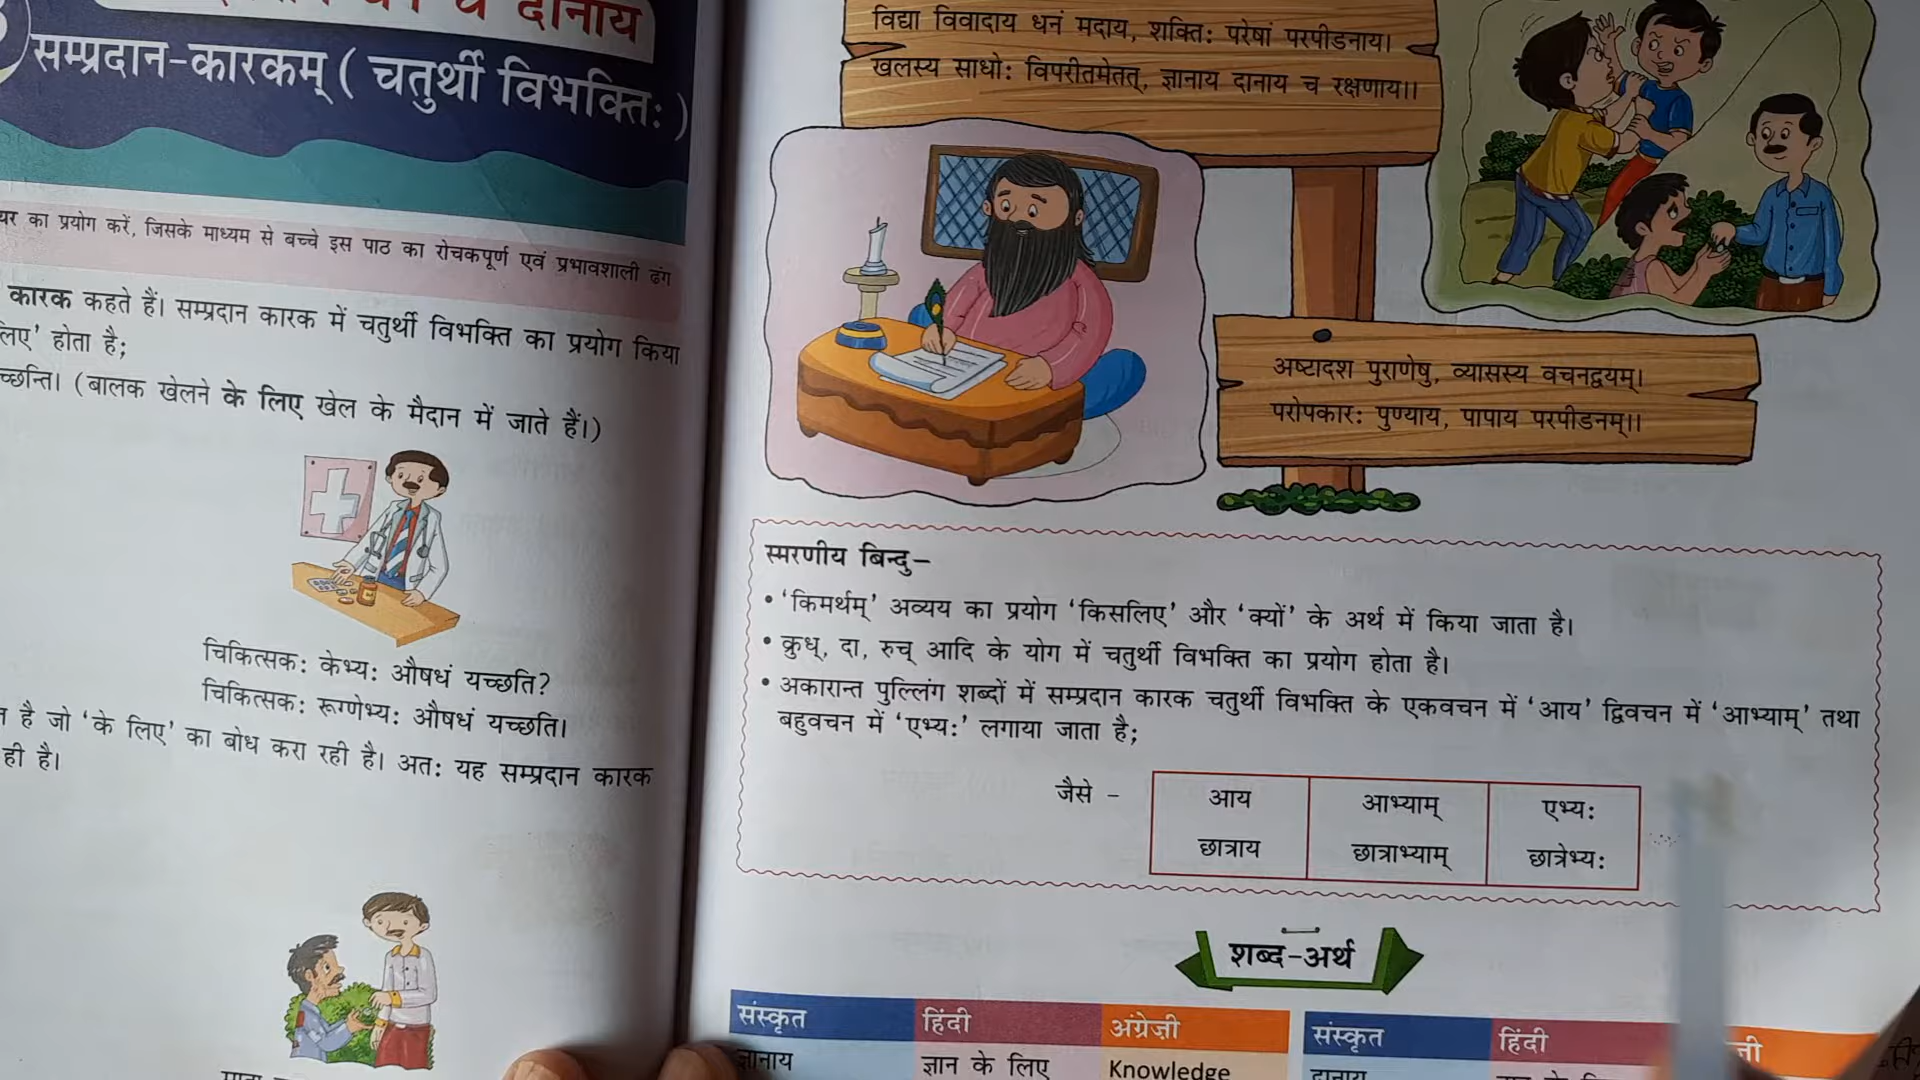 दानाय
सम्प्रदान-कारकम् ( चतुर्थी विभक्तिः )
का प्रयोग करें, जिसके माध्यम से बच्चे इस पाठ का रोचकपूर्ण एवं प्रभावशाली ढंग
कारक कहते हैं। सम्प्रदान कारक में चतुर्थी विभक्ति का प्रयोग किया
लिए’ होता है;
(बालक खेलने के लिए खेल के मैदान में जाते हैं।)
चिकित्सकः केभ्यः औषधं यच्छति?
चिकित्सकः रूग्णेभ्यः औषधं यच्छति।
है जो ‘के लिए’ का बोध करा रही है। अतः यह सम्प्रदान कारक
ही है।
विद्या विवादाय धनं मदाय, शक्तिः परेषां परपीडनाय।
खलस्य साधोः विपरीतमेतत्, ज्ञानाय दानाय च रक्षणाय।।
अष्टादश पुराणेषु, व्यासस्य वचनद्वयम्।
परोपकारः पुण्याय, पापाय परपीडनम्।।
स्मरणीय बिन्दु–
• ‘किमर्थम्’ अव्यय का प्रयोग ‘किसलिए’ और ‘क्यों’ के अर्थ में किया जाता है।
• क्रुध्, दा, रुच् आदि के योग में चतुर्थी विभक्ति का प्रयोग होता है।
• अकारान्त पुल्लिंग शब्दों में सम्प्रदान कारक चतुर्थी विभक्ति के एकवचन में ‘आय’ द्विवचन में ‘आभ्याम्’ तथा
बहुवचन में ‘एभ्यः’ लगाया जाता है;
जैसे – आय आभ्याम् एभ्यः
छात्राय छात्राभ्याम् छात्रेभ्यः
शब्द-अर्थ
संस्कृत हिंदी अंग्रेज़ी संस्कृत हिंदी
ज्ञानाय ज्ञान के लिए Knowledge दानाय